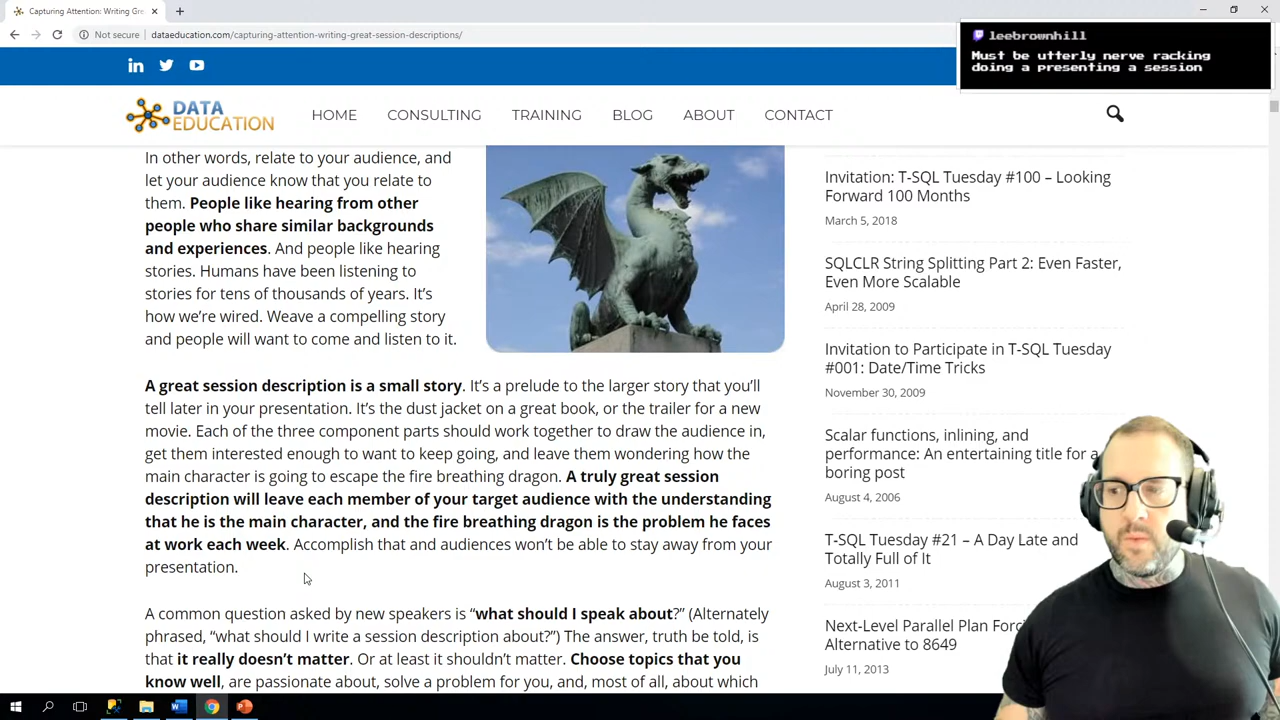 Capturing Attention: Writing Gre
Not secure
dataeducation.com/capturing-attention-writing-great-session-descriptions/
leebrownhill
Must be utterly nerve racking
doing a presenting a session
DATA
EDUCATION
HOME
CONSULTING
TRAINING
BLOG
ABOUT
CONTACT
In other words, relate to your audience, and
let your audience know that you relate to
them. People like hearing from other
people who share similar backgrounds
and experiences. And people like hearing
stories. Humans have been listening to
stories for tens of thousands of years. It’s
how we’re wired. Weave a compelling story
and people will want to come and listen to it.
A great session description is a small story. It’s a prelude to the larger story that you’ll
tell later in your presentation. It’s the dust jacket on a great book, or the trailer for a new
movie. Each of the three component parts should work together to draw the audience in,
get them interested enough to want to keep going, and leave them wondering how the
main character is going to escape the fire breathing dragon. A truly great session
description will leave each member of your target audience with the understanding
that he is the main character, and the fire breathing dragon is the problem he faces
at work each week. Accomplish that and audiences won’t be able to stay away from your
presentation.
A common question asked by new speakers is “what should I speak about?” (Alternately
phrased, “what should I write a session description about?”) The answer, truth be told, is
that it really doesn’t matter. Or at least it shouldn’t matter. Choose topics that you
know well, are passionate about, solve a problem for you, and, most of all, about which
Invitation: T-SQL Tuesday #100 – Looking
Forward 100 Months
March 5, 2018
SQLCLR String Splitting Part 2: Even Faster,
Even More Scalable
April 28, 2009
Invitation to Participate in T-SQL Tuesday
#001: Date/Time Tricks
November 30, 2009
Scalar functions, inlining, and
performance: An entertaining title for a
boring post
August 4, 2006
T-SQL Tuesday #21 – A Day Late and
Totally Full of It
August 3, 2011
Next-Level Parallel Plan
Alternative to 8649
July 11, 2013